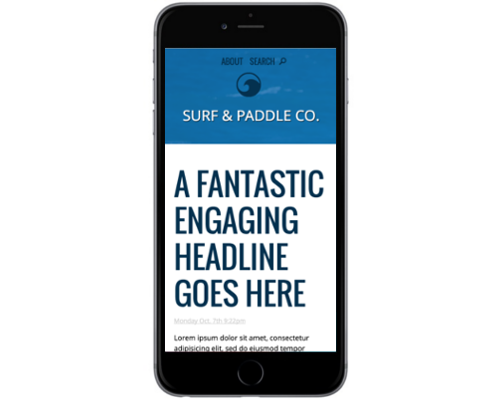 ABOUT SEARCH
SURF & PADDLE CO.
A FANTASTIC
ENGAGING
HEADLINE
GOES HERE
Monday Oct. 7th 9:22pm
Lorem ipsum dolor sit amet, consectetur
adipisicing elit, sed do eiusmod tempor